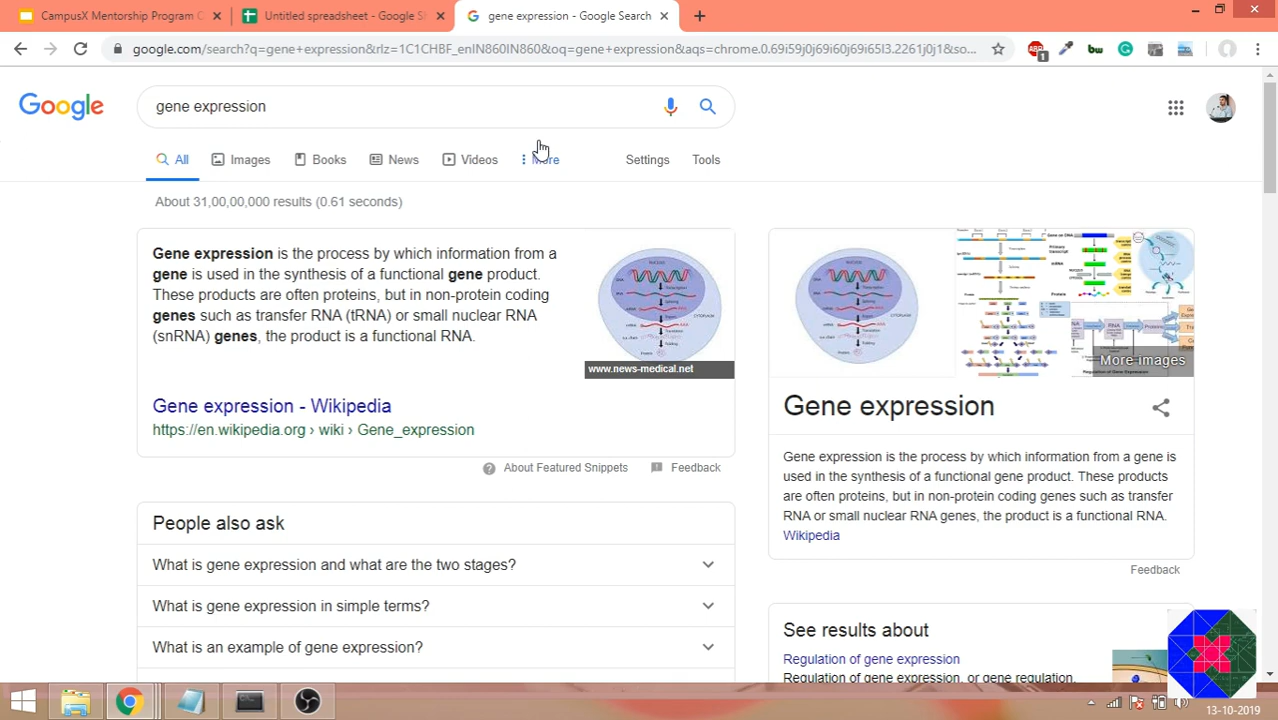 CampusX Mentorship Program C
Untitled spreadsheet - Google S
gene expression - Google Search
google.com/search?q=gene+expression&rlz=1C1CHBF_enIN860IN860&oq=gene+expression&aqs=chrome.0.69i59j0j69i60j69i65l3.2261j0j1&so...
1
bw
Google
gene expression
All
Images
Books
News
Videos
More
Settings
Tools
About 31,00,00,000 results (0.61 seconds)
Gene expression is the process by which information from a
gene is used in the synthesis of a functional gene product.
These products are often proteins, but in non-protein coding
genes such as transfer RNA (tRNA) or small nuclear RNA
(snRNA) genes, the product is a functional RNA.
www.news-medical.net
Gene expression - Wikipedia
https://en.wikipedia.org › wiki › Gene_expression
About Featured Snippets
Feedback
More images
Gene expression
Gene expression is the process by which information from a gene is
used in the synthesis of a functional gene product. These products
are often proteins, but in non-protein coding genes such as transfer
RNA or small nuclear RNA genes, the product is a functional RNA.
Wikipedia
Feedback
People also ask
What is gene expression and what are the two stages?
What is gene expression in simple terms?
What is an example of gene expression?
See results about
Regulation of gene expression
Regulation of gene expression, or gene regulation,
13-10-2019